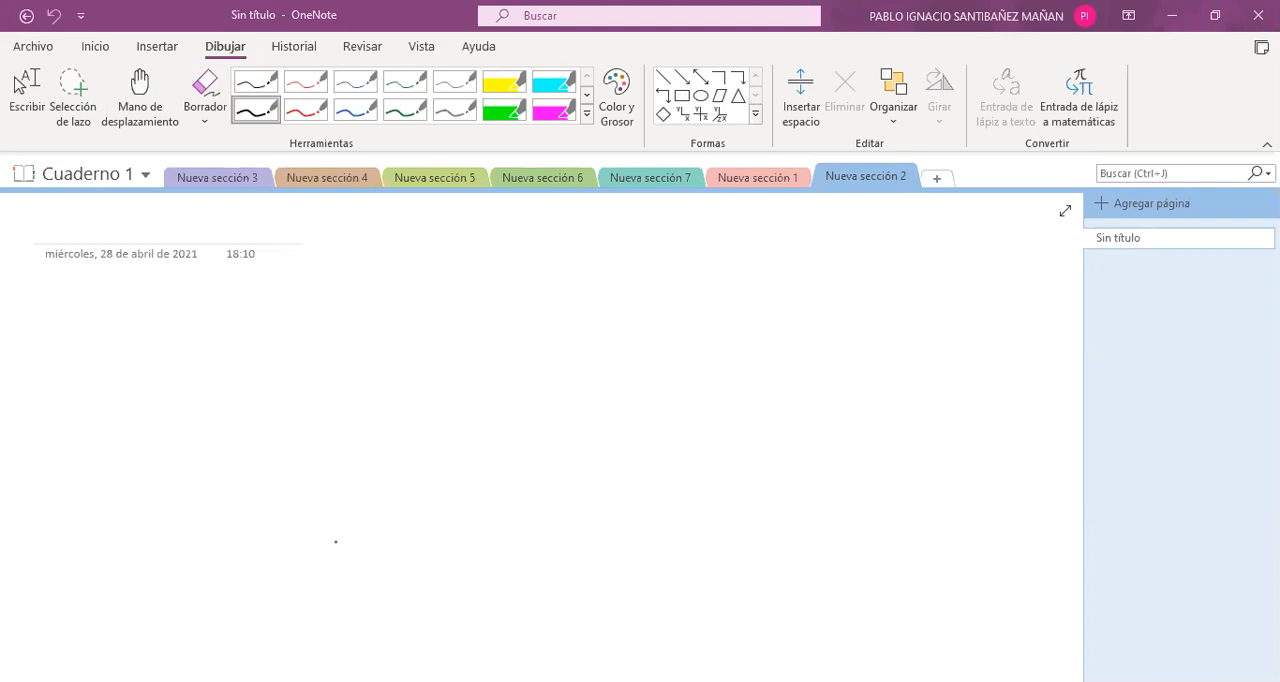 Sin título - OneNote
Buscar
PABLO IGNACIO SANTIBAÑEZ MAÑAN
PI
Archivo
Inicio
Insertar
Dibujar
Historial
Revisar
Vista
Ayuda
Escribir
Selección
de lazo
Mano de
desplazamiento
Borrador
Color y
Grosor
Insertar
espacio
Eliminar
Organizar
Girar
Entrada de
lápiz a texto
Entrada de lápiz
a matemáticas
Herramientas
Formas
Editar
Convertir
Cuaderno 1
Nueva sección 3
Nueva sección 4
Nueva sección 5
Nueva sección 6
Nueva sección 7
Nueva sección 1
Nueva sección 2
Buscar (Ctrl+J)
Agregar página
Sin título
miércoles, 28 de abril de 2021 18:10